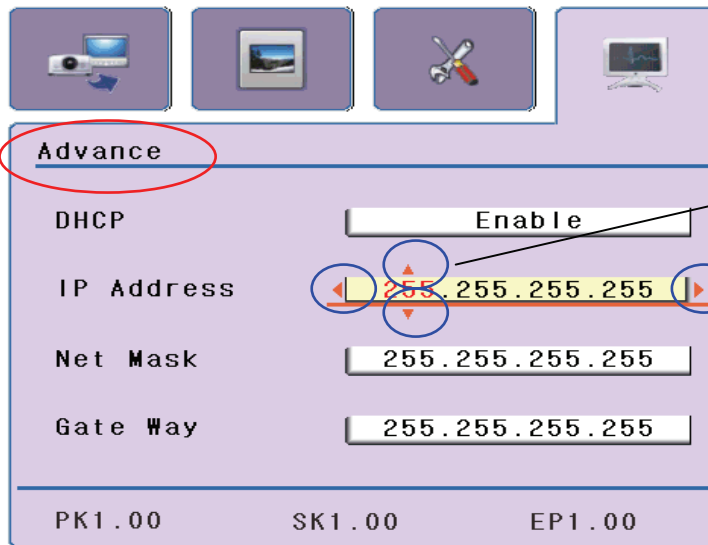 Advance
DHCP Enable
IP Address 255.255.255.255
Net Mask 255.255.255.255
Gate Way 255.255.255.255
PK1.00 SK1.00 EP1.00